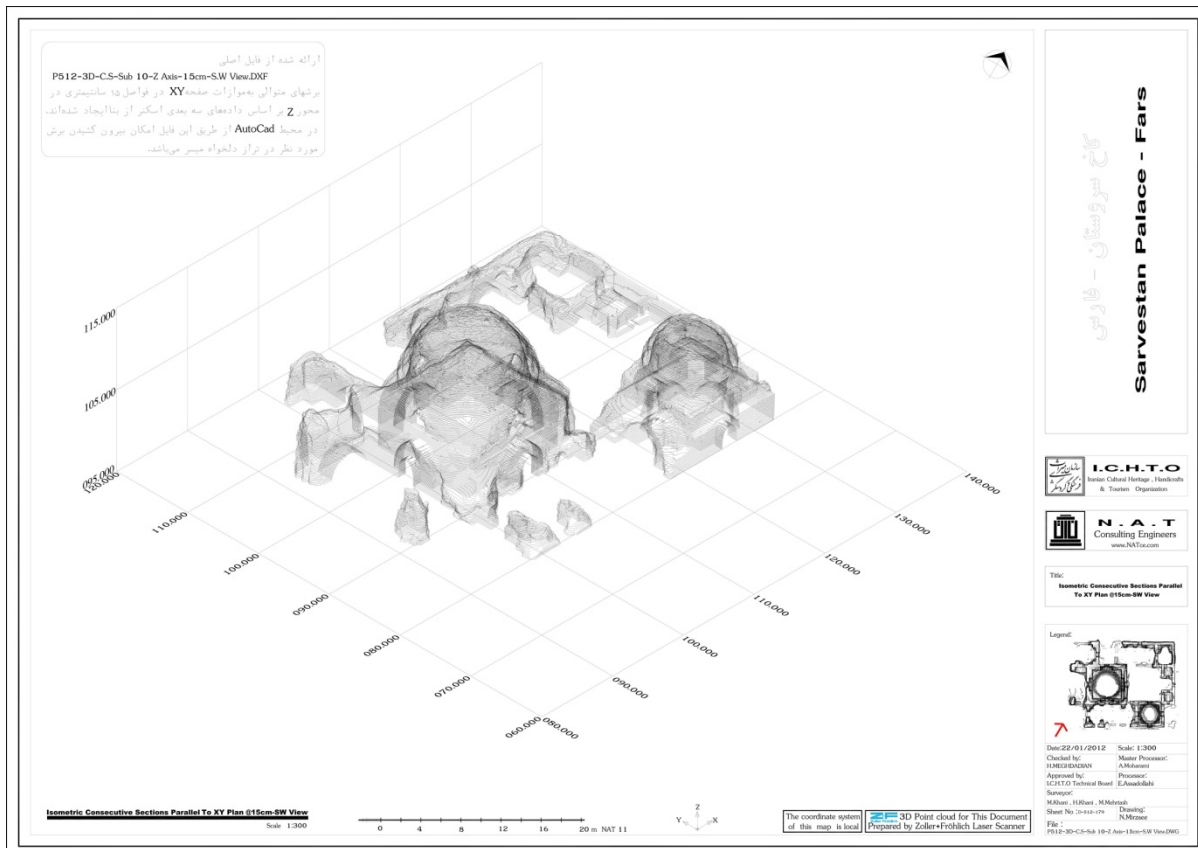 ارائه شده از فایل اصلی
P512-3D-C.S-Sub 10-Z Axis-15cm-S.W View.DXF
برشهای متوالی به‌موازات صفحه XY در فواصل ۱۵ سانتیمتری در
محور Z بر اساس داده‌های سه بعدی اسکنر از بنا ایجاد شده‌اند.
در محیط AutoCad از طریق این فایل امکان بیرون کشیدن برش
مورد نظر در تراز دلخواه میسر می‌باشد.
115.000
105.000
095.000
120.000
110.000
100.000
090.000
080.000
070.000
060.000
080.000
090.000
100.000
110.000
120.000
130.000
140.000
کاخ سروستان - فارس
Sarvestan Palace - Fars
I.C.H.T.O
Iranian Cultural Heritage , Handicrafts
& Tourism Organization
N.A.T
Consulting Engineers
www.NATce.com
Title:
Isometric Consecutive Sections Parallel
To XY Plan @15cm-SW View
Legend:
Date:22/01/2012 Scale: 1:300
Checked by: Master Processor:
H.MEGHDADIAN A.Moharami
Approved by: Processor:
I.C.H.T.O Technical Board E.Assadollahi
Surveyor:
M.Khani , H.Khani , M.Mehrtash
Sheet No : Drawing:
N.Mirzaee
File :
P512-3D-C.S-Sub 10-Z Axis-15cm-S.W View.DWG
Isometric Consecutive Sections Parallel To XY Plan @15cm-SW View
Scale 1:300
0 4 8 12 16 20 m NAT 11
Z
Y X
The coordinate system
of this map is local
ZF 3D Point cloud for This Document
Prepared by Zoller+Fröhlich Laser Scanner